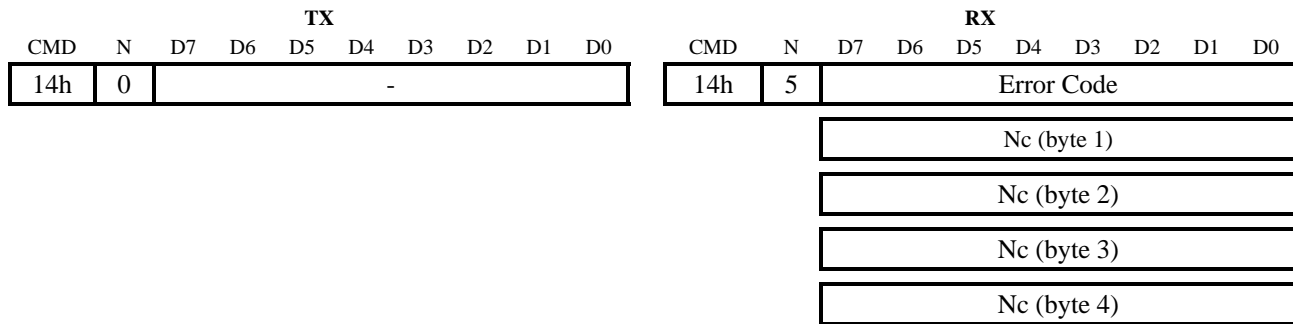 TX RX
CMD N D7 D6 D5 D4 D3 D2 D1 D0 CMD N D7 D6 D5 D4 D3 D2 D1 D0
14h 0 - 14h 5 Error Code
Nc (byte 1)
Nc (byte 2)
Nc (byte 3)
Nc (byte 4)